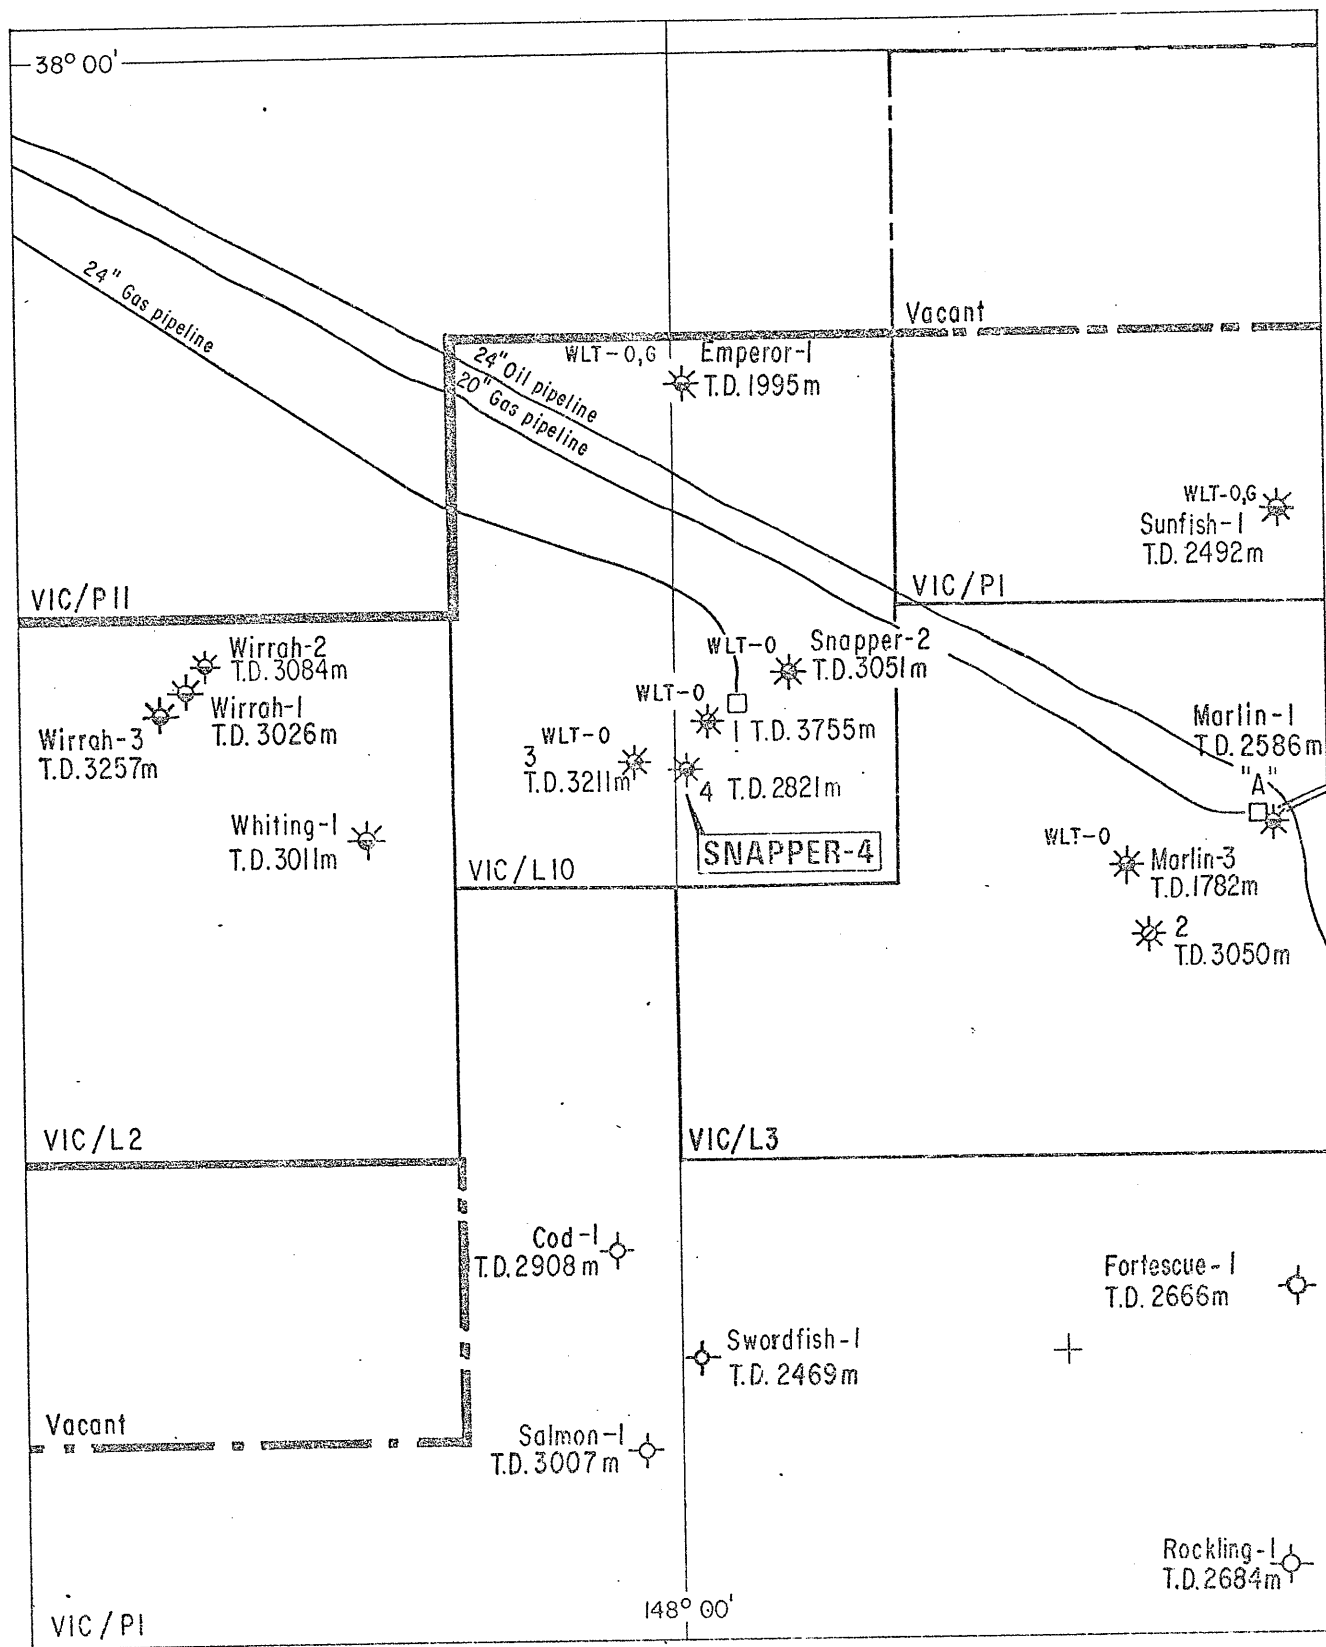 38° 00'
24" Gas pipeline
Vacant
WLT-O,G
Emperor-1
T.D. 1995m
24" Oil pipeline
20" Gas pipeline
WLT-O,G
Sunfish-1
T.D. 2492m
VIC/P11
VIC/P1
Wirrah-2
T.D. 3084m
Wirrah-1
T.D. 3026m
Wirrah-3
T.D. 3257m
WLT-O
Snapper-2
T.D. 3051m
WLT-O
1 T.D. 3755m
WLT-O
3
T.D. 3211m
4 T.D. 2821m
SNAPPER-4
Marlin-1
T.D. 2586m
"A"
Whiting-1
T.D. 3011m
WLT-O
Marlin-3
T.D. 1782m
2
T.D. 3050m
VIC/L10
VIC/L2
VIC/L3
Cod-1
T.D. 2908m
Fortescue-1
T.D. 2666m
Swordfish-1
T.D. 2469m
Vacant
Salmon-1
T.D. 3007m
Rockling-1
T.D. 2684m
148° 00'
VIC/P1